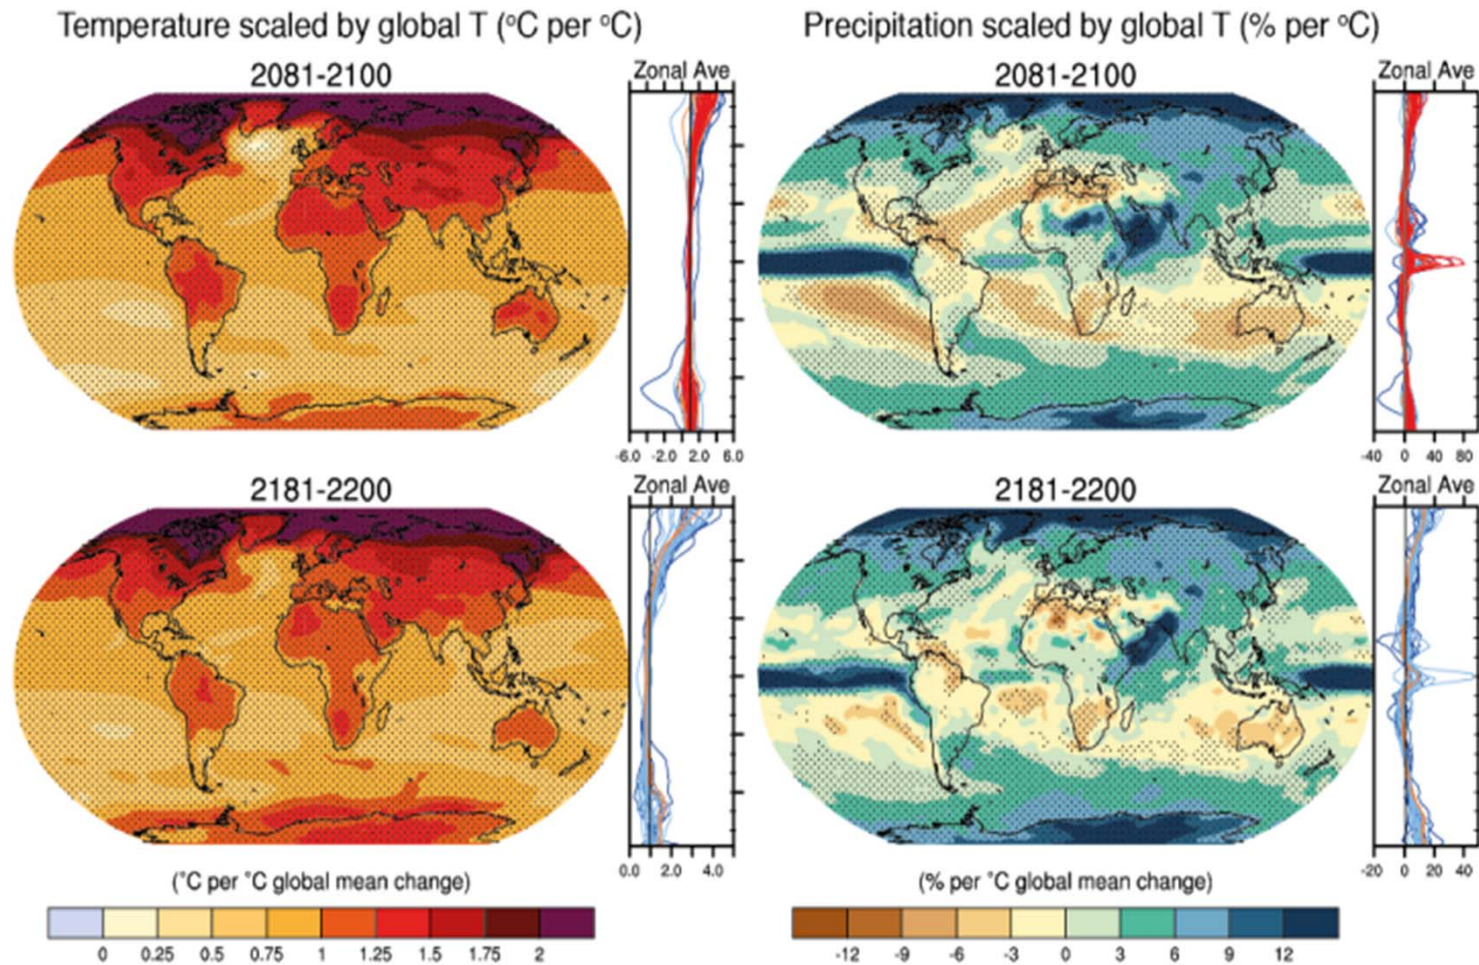 Temperature scaled by global T (°C per °C)
Precipitation scaled by global T (% per °C)
2081-2100
Zonal Ave
2081-2100
Zonal Ave
-6.0 -2.0 2.0 6.0
-40 0 40 80
2181-2200
Zonal Ave
2181-2200
Zonal Ave
0.0 2.0 4.0
-20 0 20 40
(°C per °C global mean change)
(% per °C global mean change)
0 0.25 0.5 0.75 1 1.25 1.5 1.75 2
-12 -9 -6 -3 0 3 6 9 12